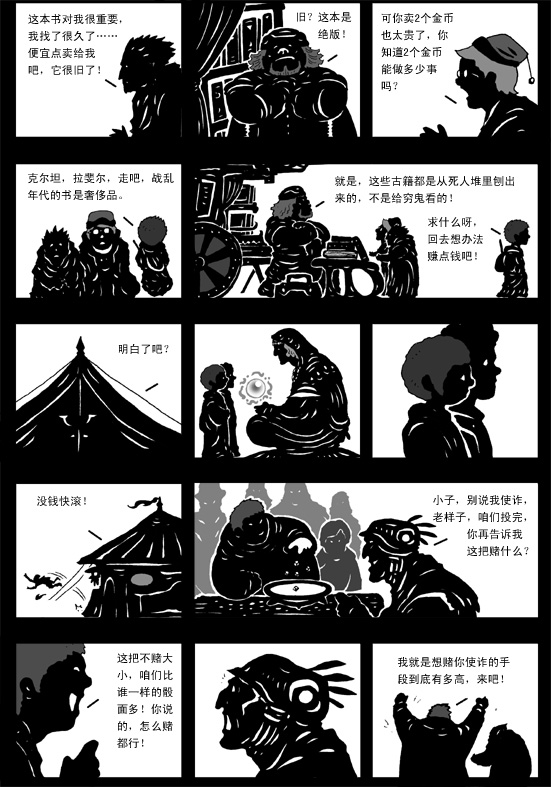 这本书对我很重要，
我找了很久了……
便宜点卖给我
吧，它很旧了！
旧？这本是
绝版！
可你卖2个金币
也太贵了，你
知道2个金币
能做多少事
吗？
克尔坦，拉斐尔，走吧，战乱
年代的书是奢侈品。
就是，这些古籍都是从死人堆里刨出
来的，不是给穷鬼看的！
求什么呀，
回去想办法
赚点钱吧！
明白了吧？
没钱快滚！
小子，别说我使诈，
老样子，咱们投完，
你再告诉我
这把赌什么？
这把不赌大
小，咱们比
谁一样的骰
面多！你说
的，怎么赌
都行！
我就是想赌你使诈的手
段到底有多高，来吧！